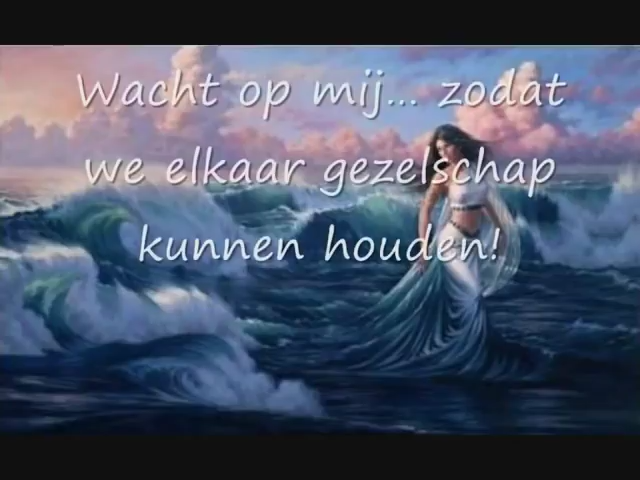 Wacht op mij... zodat
we elkaar gezelschap
kunnen houden!